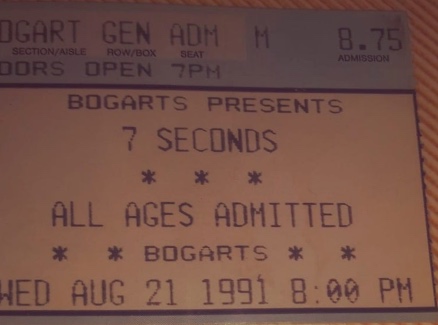 OGART GEN ADM M 8.75
SECTION/AISLE ROW/BOX SEAT ADMISSION
OORS OPEN 7PM
BOGARTS PRESENTS
7 SECONDS
* * *
ALL AGES ADMITTED
* * BOGARTS * *
WED AUG 21 1991 8:00 PM